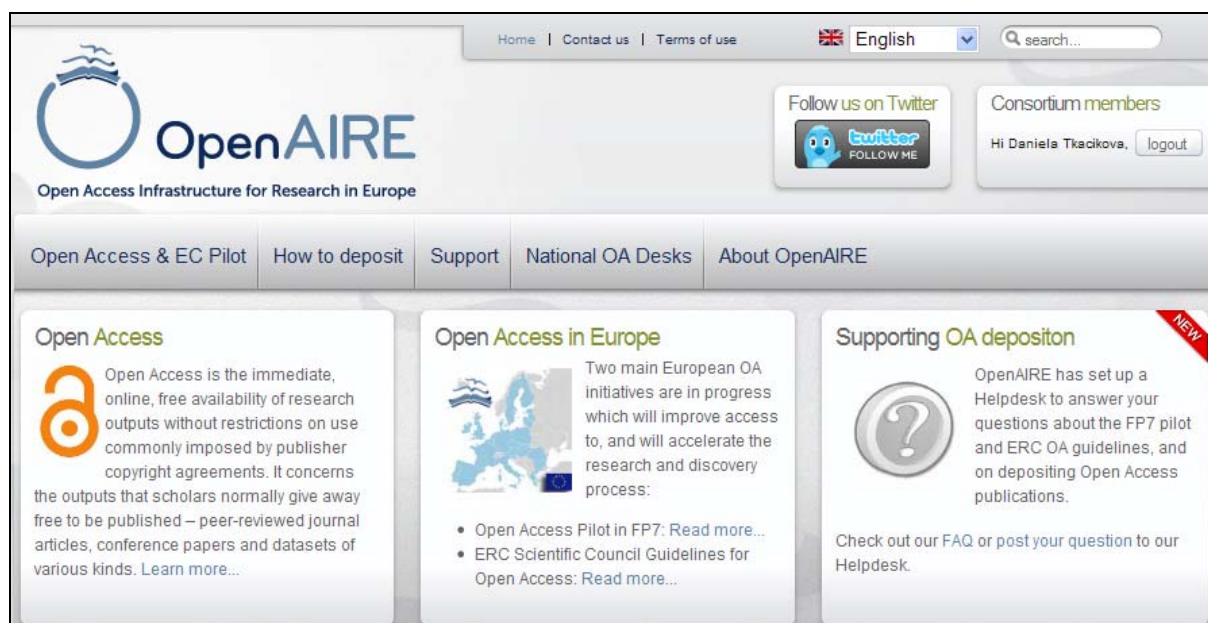 Home | Contact us | Terms of use
English
search...
OpenAIRE
Open Access Infrastructure for Research in Europe
Follow us on Twitter
twitter
FOLLOW ME
Consortium members
Hi Daniela Tkacikova, logout
Open Access & EC Pilot
How to deposit
Support
National OA Desks
About OpenAIRE
Open Access
Open Access is the immediate,
online, free availability of research
outputs without restrictions on use
commonly imposed by publisher
copyright agreements. It concerns
the outputs that scholars normally give away
free to be published – peer-reviewed journal
articles, conference papers and datasets of
various kinds. Learn more...
Open Access in Europe
Two main European OA
initiatives are in progress
which will improve access
to, and will accelerate the
research and discovery
process:
• Open Access Pilot in FP7: Read more...
• ERC Scientific Council Guidelines for
Open Access: Read more...
Supporting OA depositon
NEW
OpenAIRE has set up a
Helpdesk to answer your
questions about the FP7 pilot
and ERC OA guidelines, and
on depositing Open Access
publications.
Check out our FAQ or post your question to our
Helpdesk.